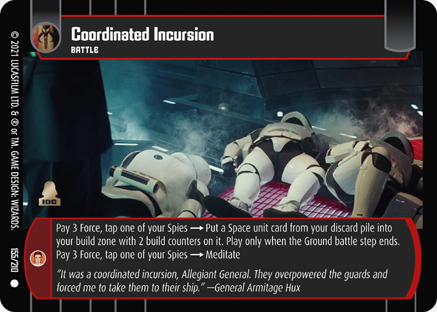 Coordinated Incursion
BATTLE
© 2021 LUCASFILM LTD. & ® or TM. GAME DESIGN: WIZARDS.
155/210
IDC
Pay 3 Force, tap one of your Spies → Put a Space unit card from your discard pile into
your build zone with 2 build counters on it. Play only when the Ground battle step ends.
Pay 3 Force, tap one of your Spies → Meditate
"It was a coordinated incursion, Allegiant General. They overpowered the guards and
forced me to take them to their ship." —General Armitage Hux